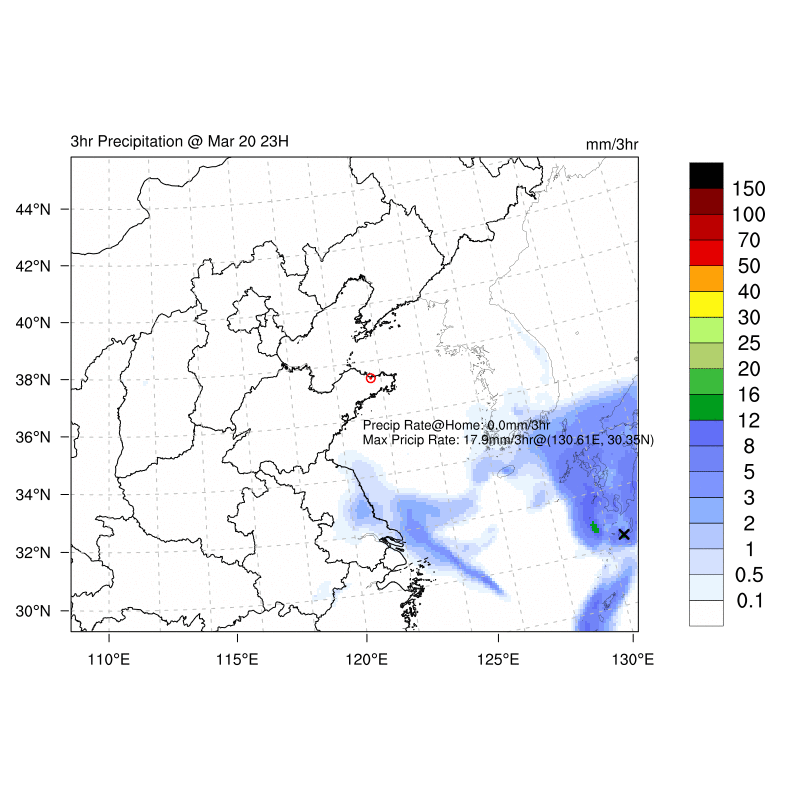 3hr Precipitation @ Mar 20 23H
mm/3hr
44°N
42°N
40°N
38°N
36°N
34°N
32°N
30°N
110°E
115°E
120°E
125°E
130°E
Precip Rate@Home: 0.0mm/3hr
Max Pricip Rate: 17.9mm/3hr@(130.61E, 30.35N)
150
100
70
50
40
30
25
20
16
12
8
5
3
2
1
0.5
0.1